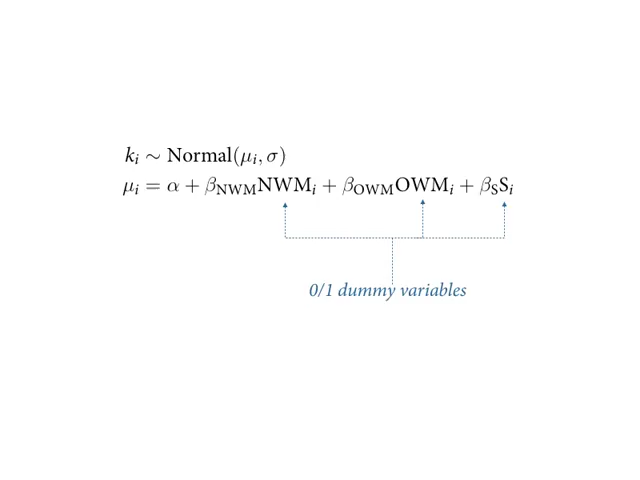 kᵢ ~ Normal(μᵢ, σ)
μᵢ = α + β_NWM NWMᵢ + β_OWM OWMᵢ + β_S Sᵢ
0/1 dummy variables